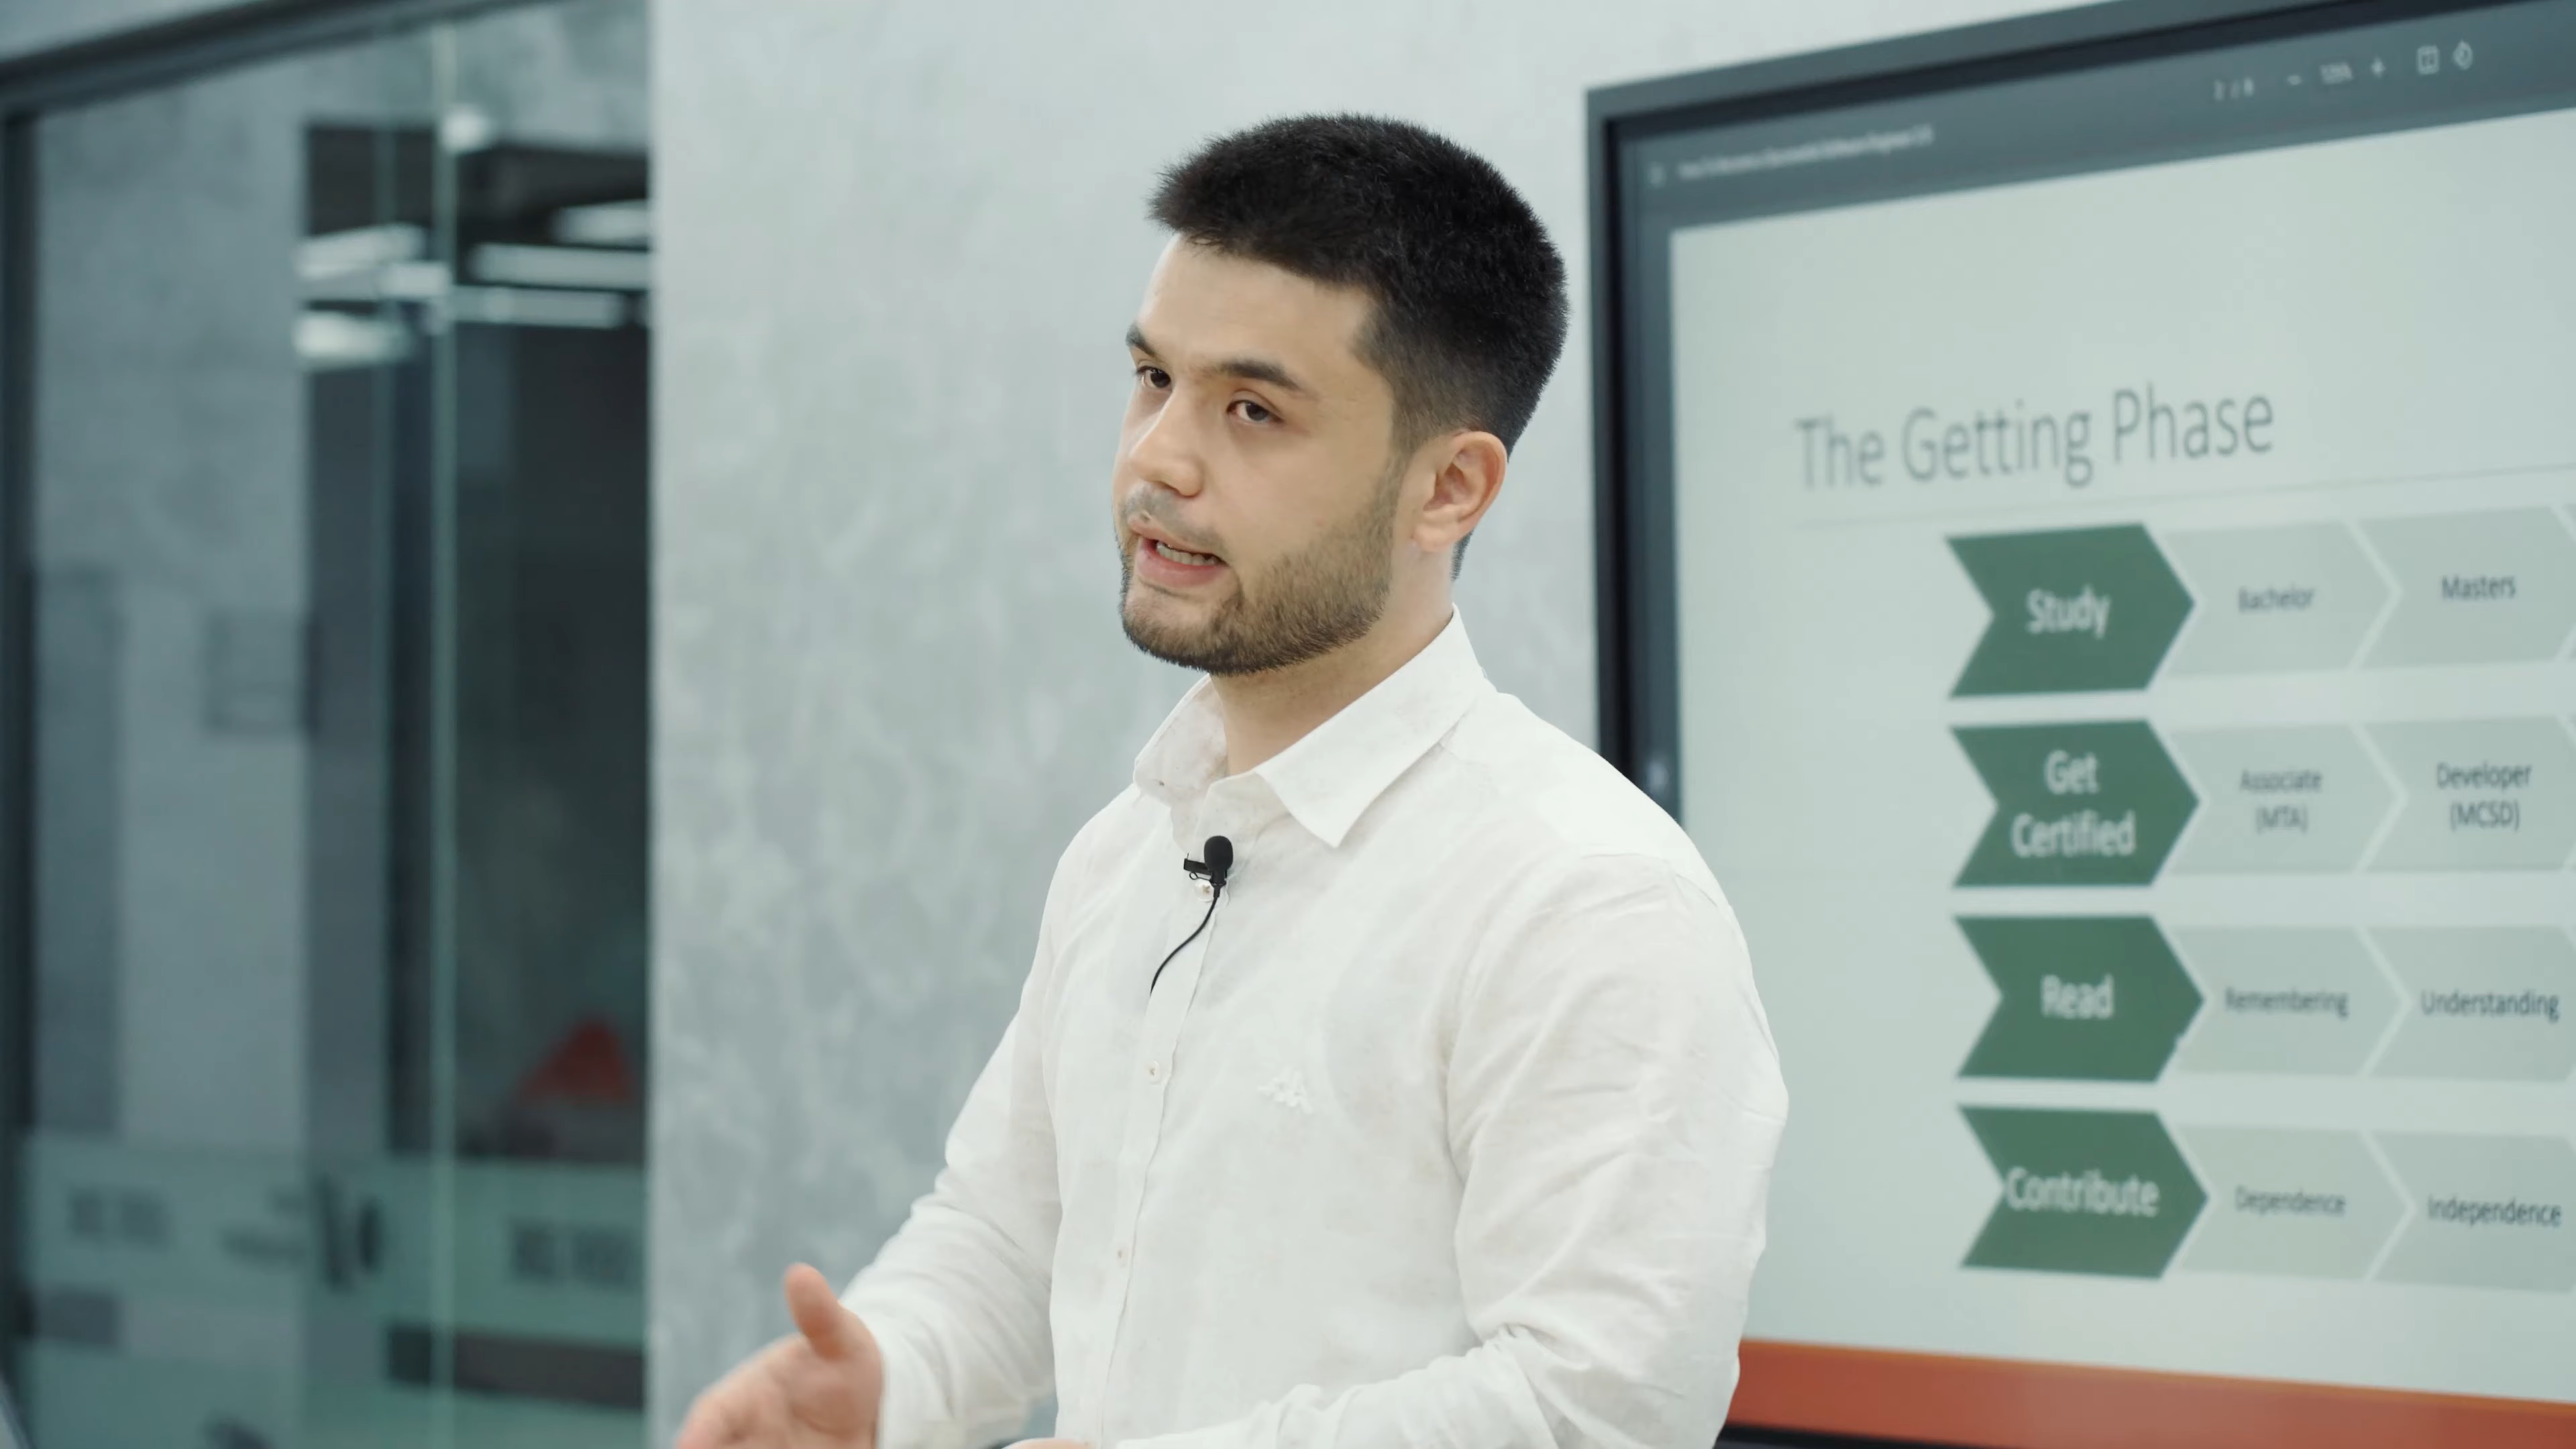 The Getting Phase
Study
Bachelor
Masters
Get
Certified
Associate
(MTA)
Developer
(MCSD)
Read
Remembering
Understanding
Contribute
Dependence
Independence